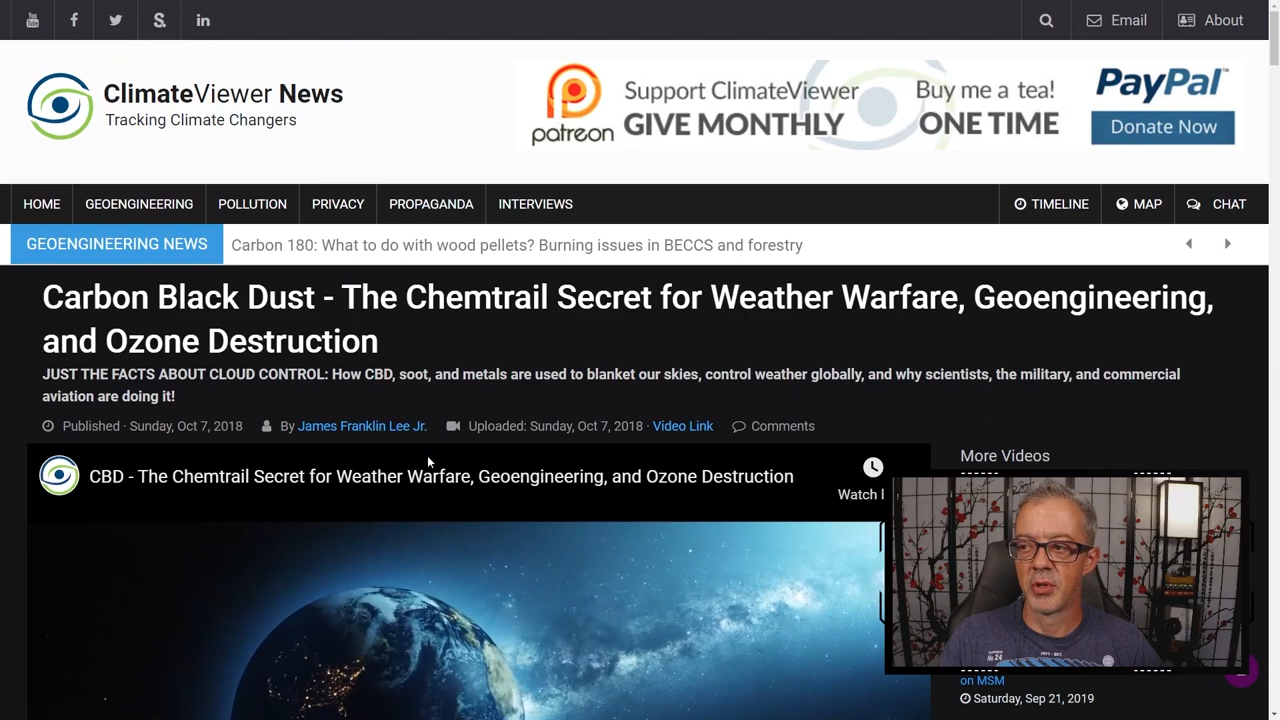 Email
About
ClimateViewer News
Tracking Climate Changers
patreon
Support ClimateViewer
GIVE MONTHLY
Buy me a tea!
ONE TIME
PayPal™
Donate Now
HOME
GEOENGINEERING
POLLUTION
PRIVACY
PROPAGANDA
INTERVIEWS
TIMELINE
MAP
CHAT
GEOENGINEERING NEWS
Carbon 180: What to do with wood pellets? Burning issues in BECCS and forestry
Carbon Black Dust - The Chemtrail Secret for Weather Warfare, Geoengineering,
and Ozone Destruction
JUST THE FACTS ABOUT CLOUD CONTROL: How CBD, soot, and metals are used to blanket our skies, control weather globally, and why scientists, the military, and commercial
aviation are doing it!
Published · Sunday, Oct 7, 2018
By James Franklin Lee Jr.
Uploaded: Sunday, Oct 7, 2018 · Video Link
Comments
CBD - The Chemtrail Secret for Weather Warfare, Geoengineering, and Ozone Destruction
Watch l
More Videos
on MSM
Saturday, Sep 21, 2019